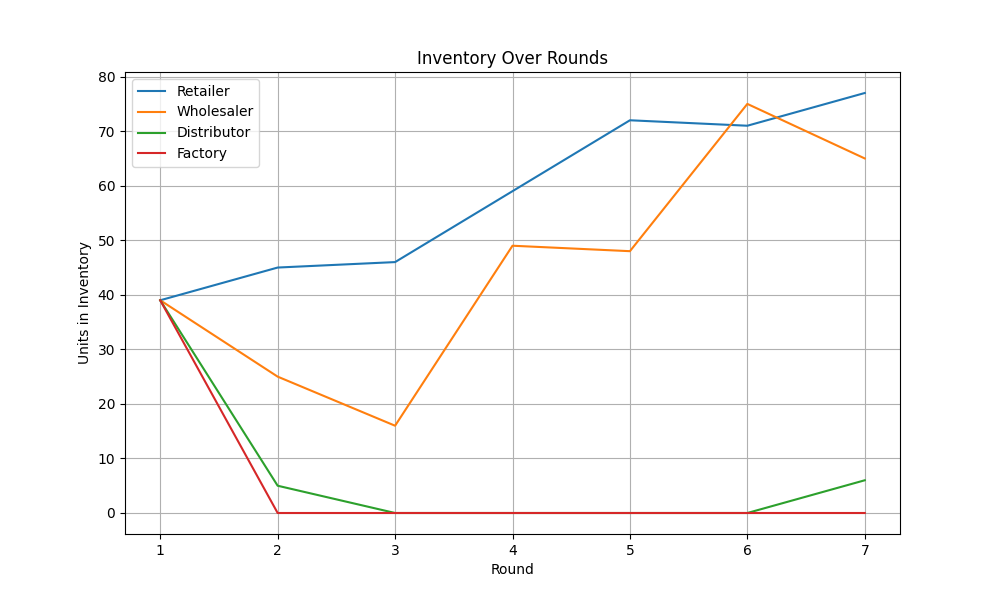 Inventory Over Rounds
Retailer
Wholesaler
Distributor
Factory
Units in Inventory
80
70
60
50
40
30
20
10
0
1 2 3 4 5 6 7
Round